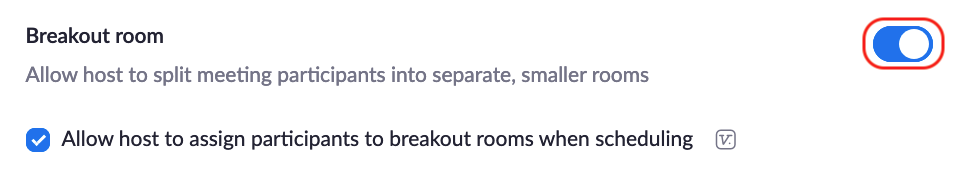 Breakout room
Allow host to split meeting participants into separate, smaller rooms
Allow host to assign participants to breakout rooms when scheduling